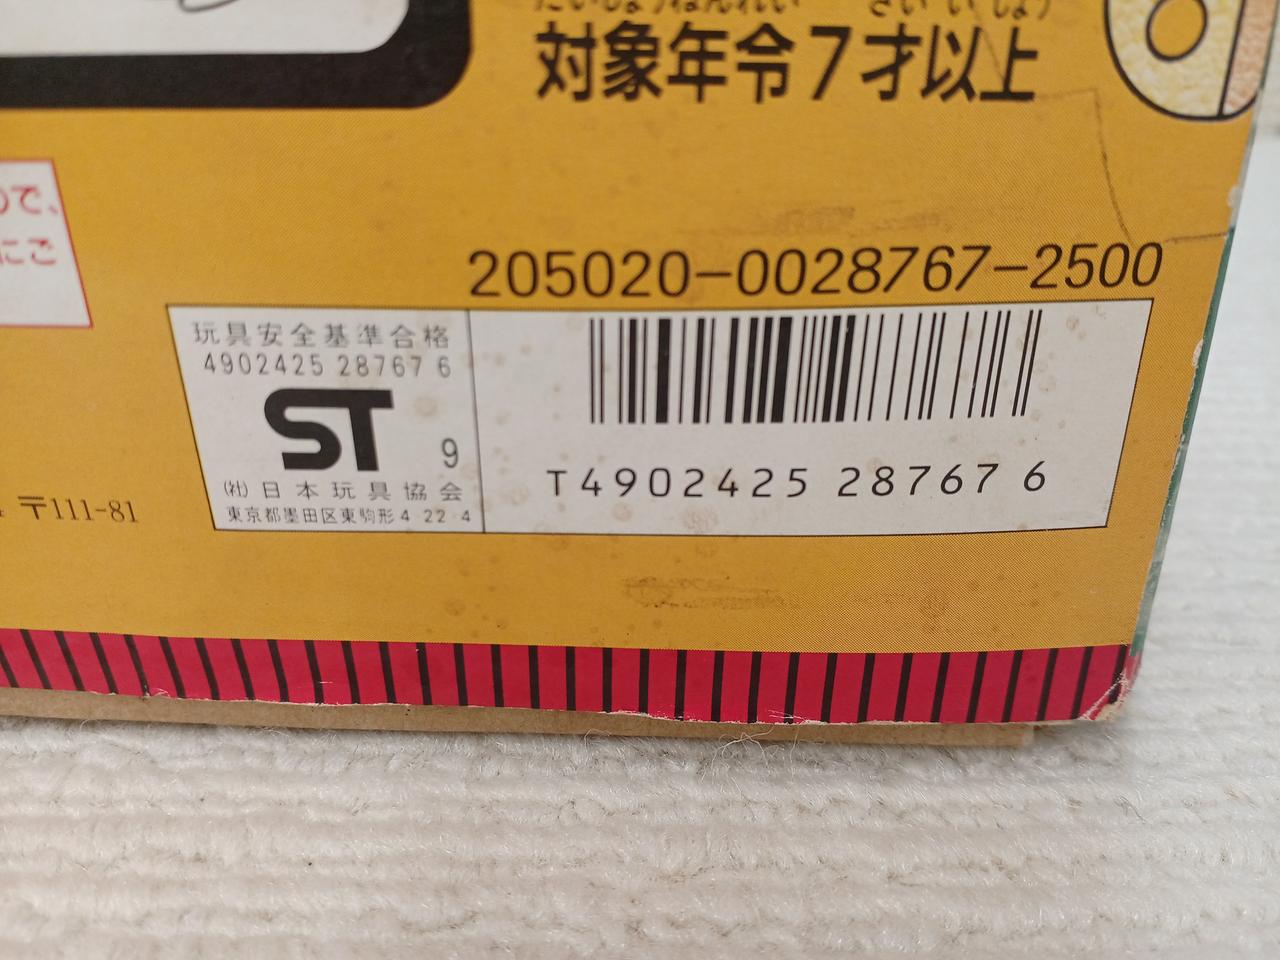 たいしょうねんれい さい いじょう
対象年令7才以上
ので、
にご
205020-0028767-2500
玩具安全基準合格
4902425 28767 6
ST 9
(社)日本玩具協会
東京都墨田区東駒形4 22 4
T4902425 28767 6
〒111-81